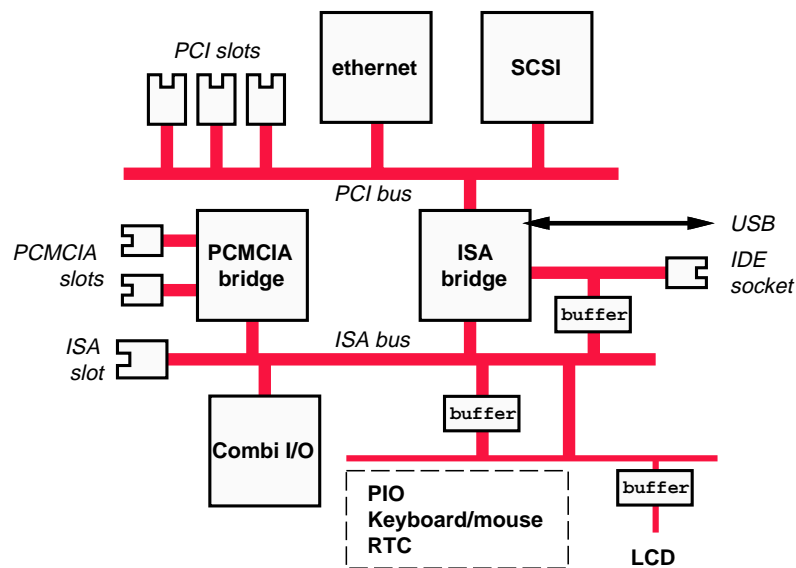 PCI slots
ethernet
SCSI
PCI bus
PCMCIA
slots
PCMCIA
bridge
ISA
bridge
USB
IDE
socket
buffer
ISA
slot
ISA bus
buffer
Combi I/O
PIO
Keyboard/mouse
RTC
buffer
LCD